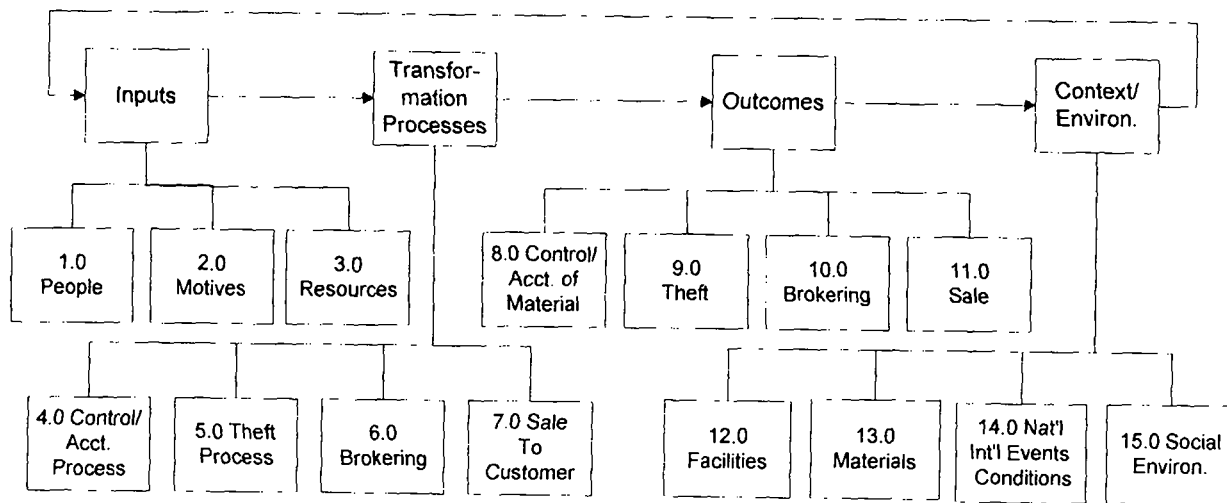 Inputs
Transfor-
mation
Processes
Outcomes
Context/
Environ.
1.0
People
2.0
Motives
3.0
Resources
8.0 Control/
Acct. of
Material
9.0
Theft
10.0
Brokering
11.0
Sale
4.0 Control/
Acct.
Process
5.0 Theft
Process
6.0
Brokering
7.0 Sale
To
Customer
12.0
Facilities
13.0
Materials
14.0 Nat'l
Int'l Events
Conditions
15.0 Social
Environ.